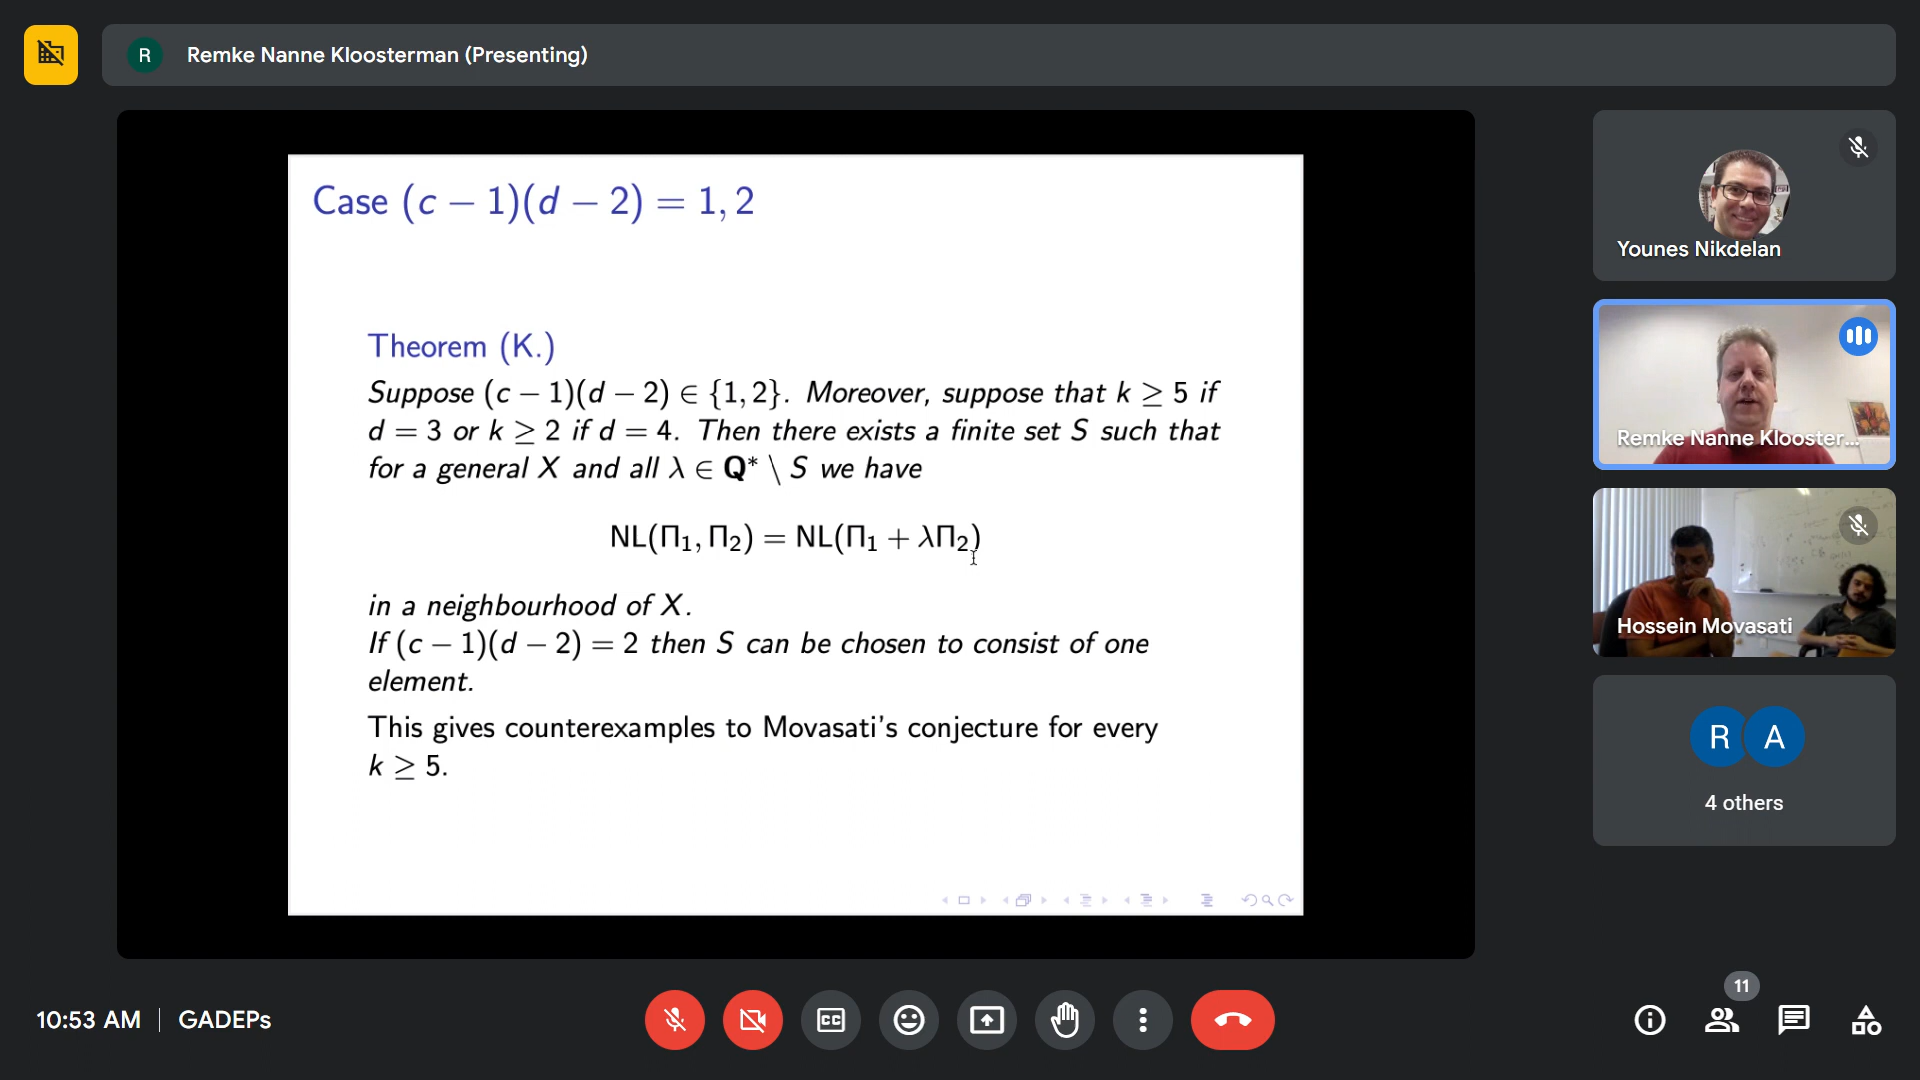 R Remke Nanne Kloosterman (Presenting)
Case (c − 1)(d − 2) = 1, 2
Theorem (K.)
Suppose (c − 1)(d − 2) ∈ {1, 2}. Moreover, suppose that k ≥ 5 if
d = 3 or k ≥ 2 if d = 4. Then there exists a finite set S such that
for a general X and all λ ∈ Q* \ S we have
NL(Π₁, Π₂) = NL(Π₁ + λΠ₂)
in a neighbourhood of X.
If (c − 1)(d − 2) = 2 then S can be chosen to consist of one
element.
This gives counterexamples to Movasati's conjecture for every
k ≥ 5.
Younes Nikdelan
Remke Nanne Klooster...
Hossein Movasati
R A
4 others
10:53 AM | GADEPs
CC
11